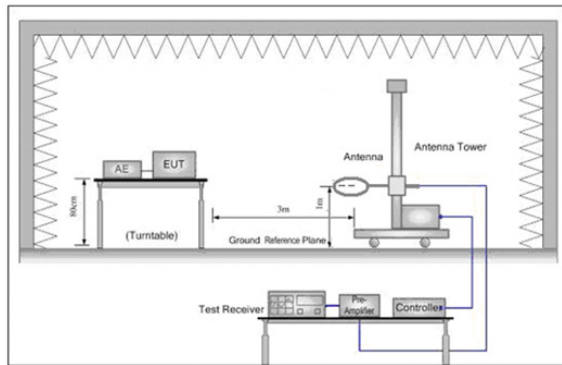 AE
EUT
Antenna
Antenna Tower
80cm
3m
1m
(Turntable)
Ground Reference Plane
Test Receiver
Pre-
Amplifier
Controller